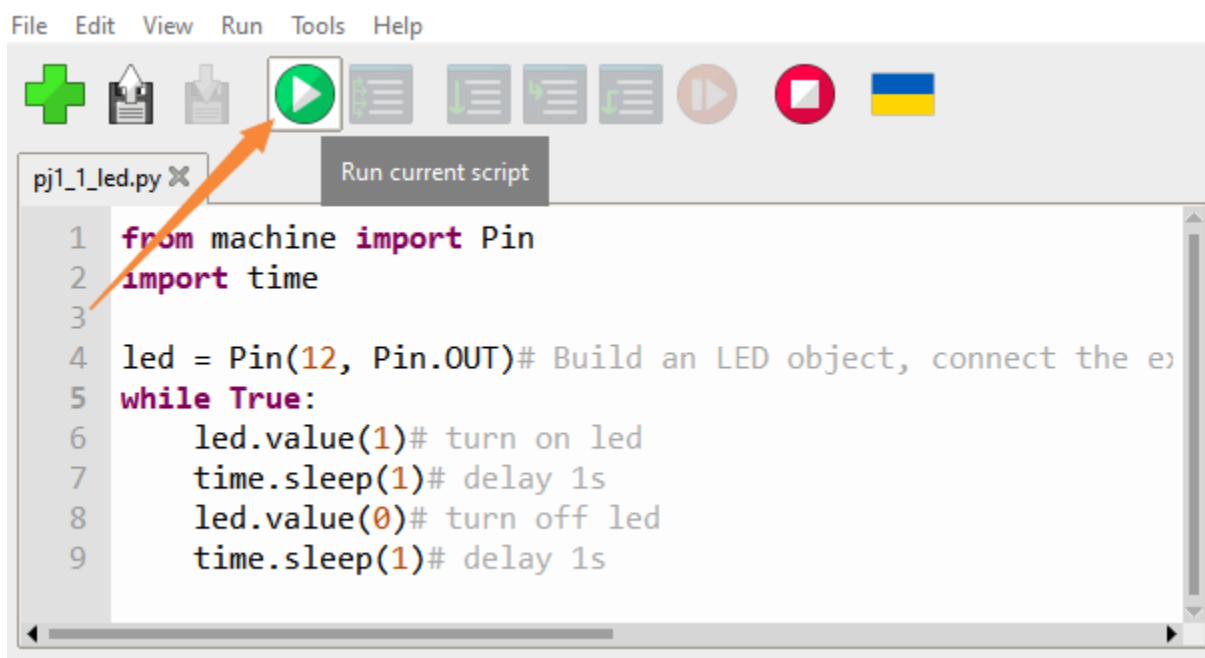 File Edit View Run Tools Help
Run current script
pj1_1_led.py
1 from machine import Pin
2 import time
3
4 led = Pin(12, Pin.OUT)# Build an LED object, connect the
5 while True:
6     led.value(1)# turn on led
7     time.sleep(1)# delay 1s
8     led.value(0)# turn off led
9     time.sleep(1)# delay 1s